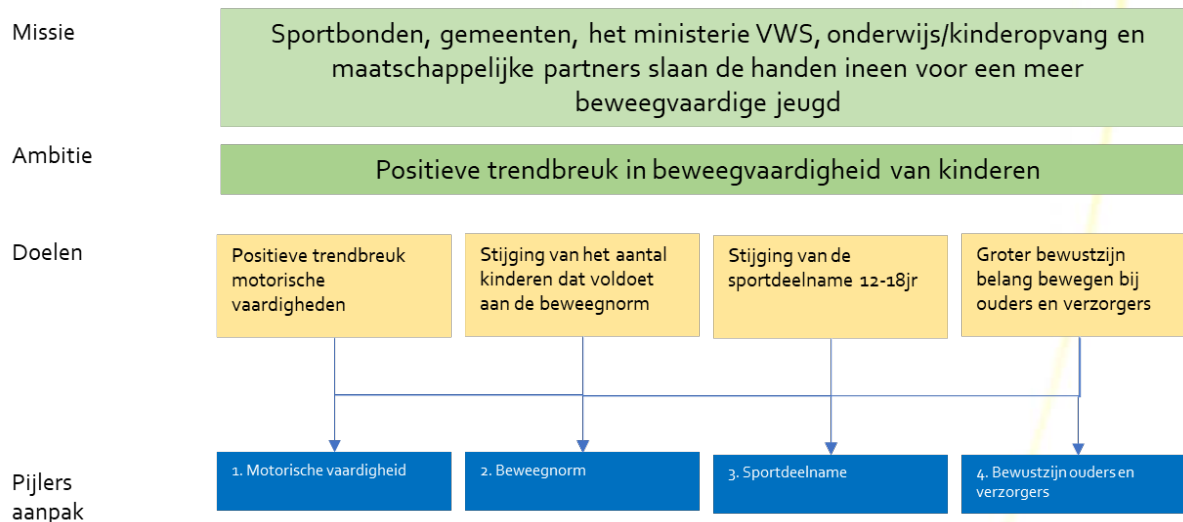 Missie
Sportbonden, gemeenten, het ministerie VWS, onderwijs/kinderopvang en
maatschappelijke partners slaan de handen ineen voor een meer
beweegvaardige jeugd
Ambitie
Positieve trendbreuk in beweegvaardigheid van kinderen
Doelen
Positieve trendbreuk
motorische
vaardigheden
Stijging van het aantal
kinderen dat voldoet
aan de beweegnorm
Stijging van de
sportdeelname 12-18jr
Groter bewustzijn
belang bewegen bij
ouders en verzorgers
Pijlers
aanpak
1. Motorische vaardigheid
2. Beweegnorm
3. Sportdeelname
4. Bewustzijn ouders en
verzorgers